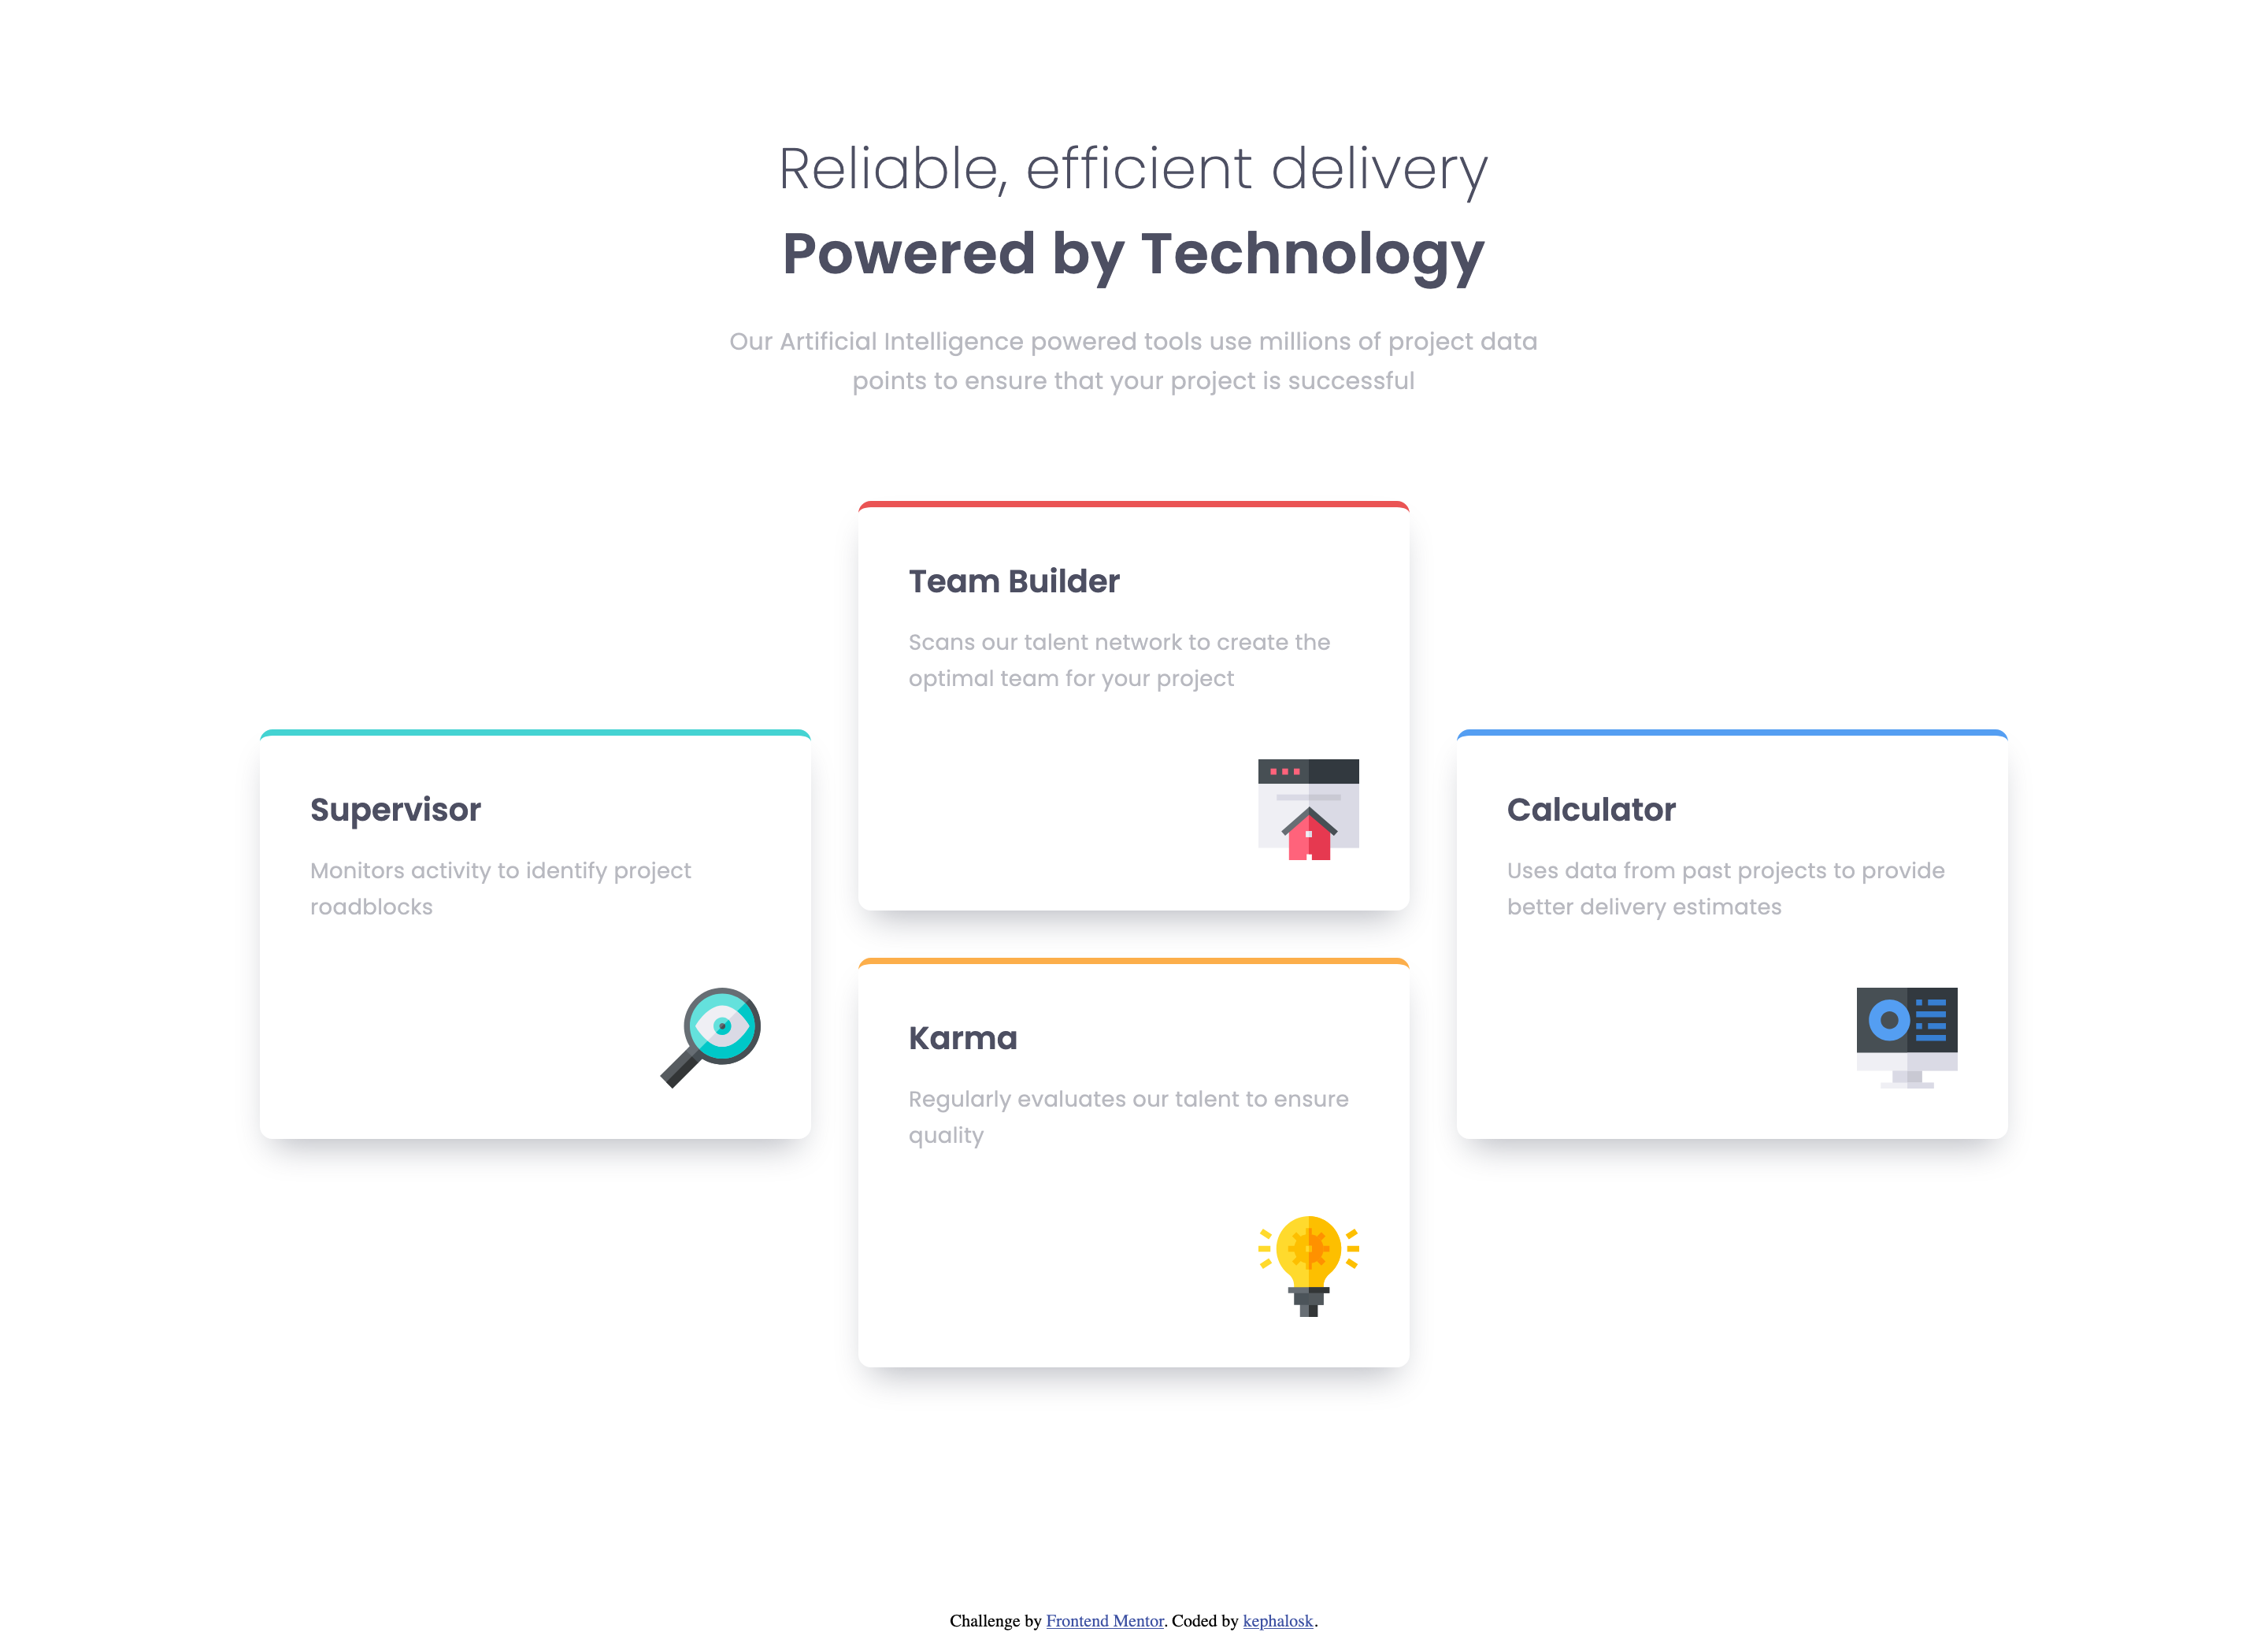 Reliable, efficient delivery
Powered by Technology
Our Artificial Intelligence powered tools use millions of project data
points to ensure that your project is successful
Supervisor
Monitors activity to identify project
roadblocks
Team Builder
Scans our talent network to create the
optimal team for your project
Karma
Regularly evaluates our talent to ensure
quality
Calculator
Uses data from past projects to provide
better delivery estimates
Challenge by Frontend Mentor. Coded by kephalosk.